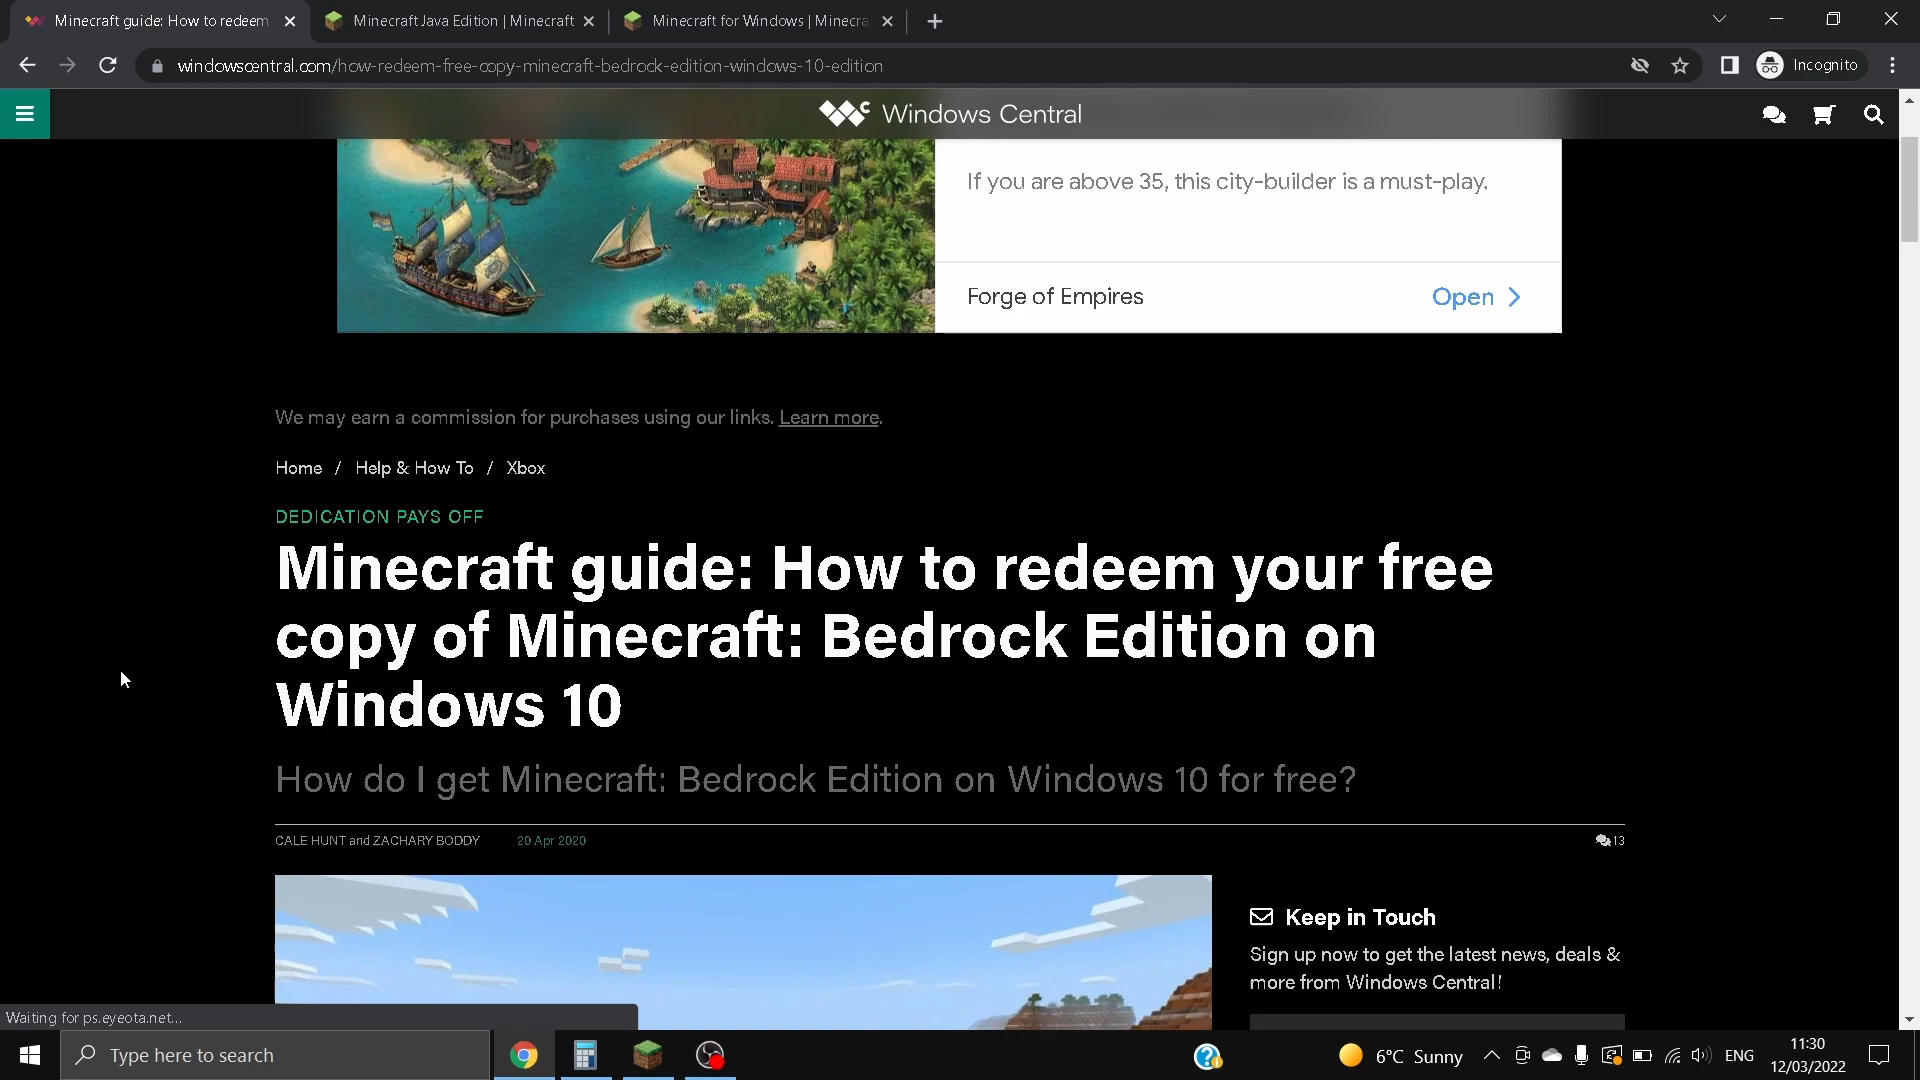 Minecraft guide: How to redeem
Minecraft Java Edition | Minecraft
Minecraft for Windows | Minecra
windowscentral.com/how-redeem-free-copy-minecraft-bedrock-edition-windows-10-edition
Incognito
Windows Central
If you are above 35, this city-builder is a must-play.
Forge of Empires
Open
We may earn a commission for purchases using our links. Learn more.
Home / Help & How To / Xbox
DEDICATION PAYS OFF
Minecraft guide: How to redeem your free
copy of Minecraft: Bedrock Edition on
Windows 10
How do I get Minecraft: Bedrock Edition on Windows 10 for free?
CALE HUNT and ZACHARY BODDY 20 Apr 2020
13
Keep in Touch
Sign up now to get the latest news, deals &
more from Windows Central!
Waiting for ps.eyeota.net...
Type here to search
6°C Sunny
ENG
11:30
12/03/2022